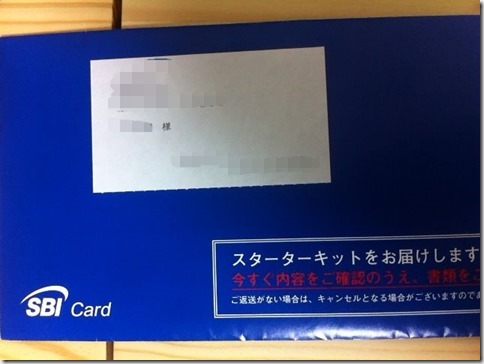 様
スターターキットをお届けします
今すぐ内容をご確認のうえ、書類をご
ご返送がない場合は、キャンセルとなる場合がございますのであ
SBI Card